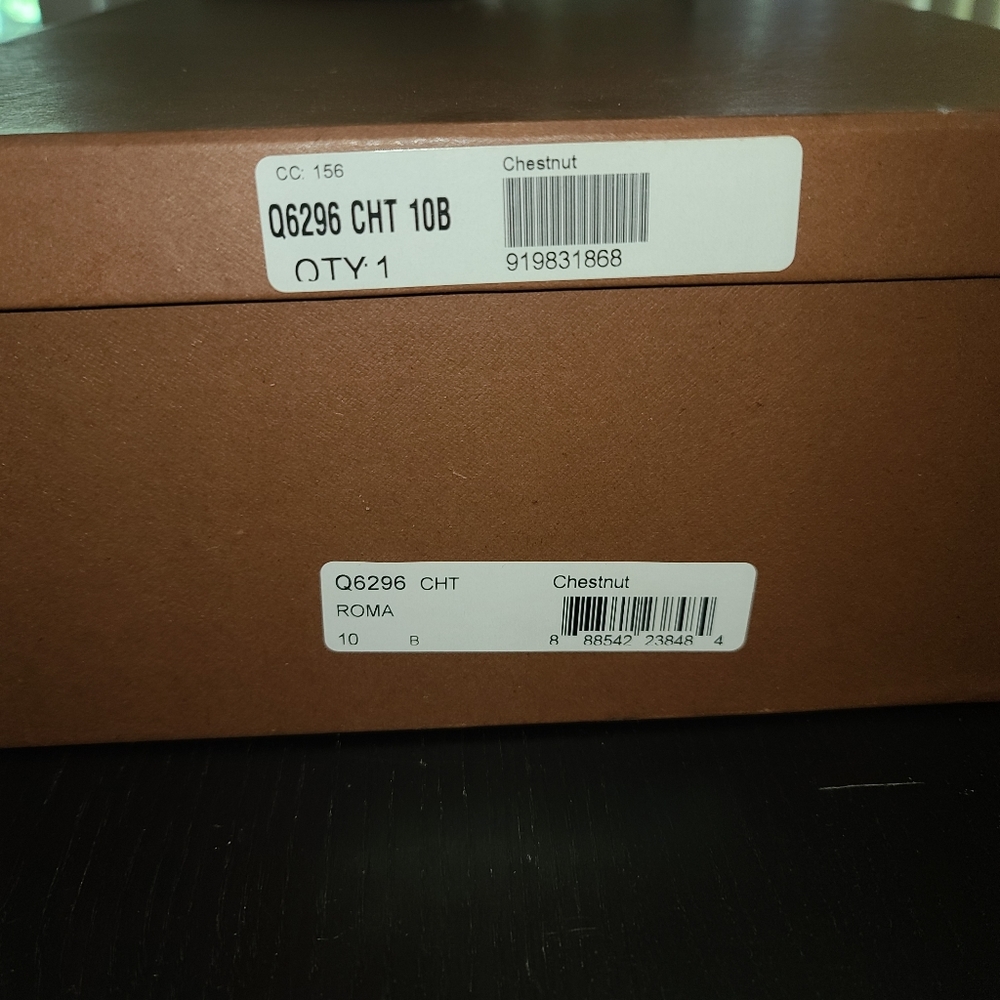 CC: 156
Chestnut
Q6296 CHT 10B
QTY: 1
919831868
Q6296 CHT
Chestnut
ROMA
10 B
8 88542 23848 4